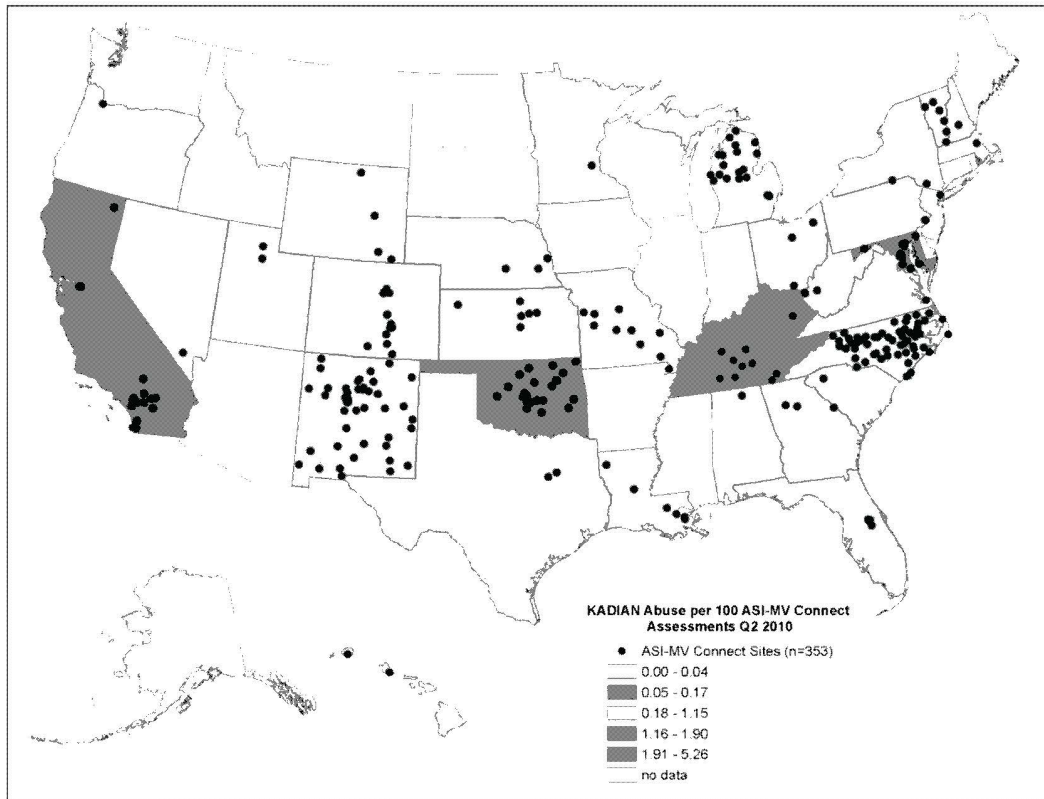 KADIAN Abuse per 100 ASI-MV Connect
Assessments Q2 2010
ASI-MV Connect Sites (n=353)
0.00 - 0.04
0.05 - 0.17
0.18 - 1.15
1.16 - 1.90
1.91 - 5.26
no data